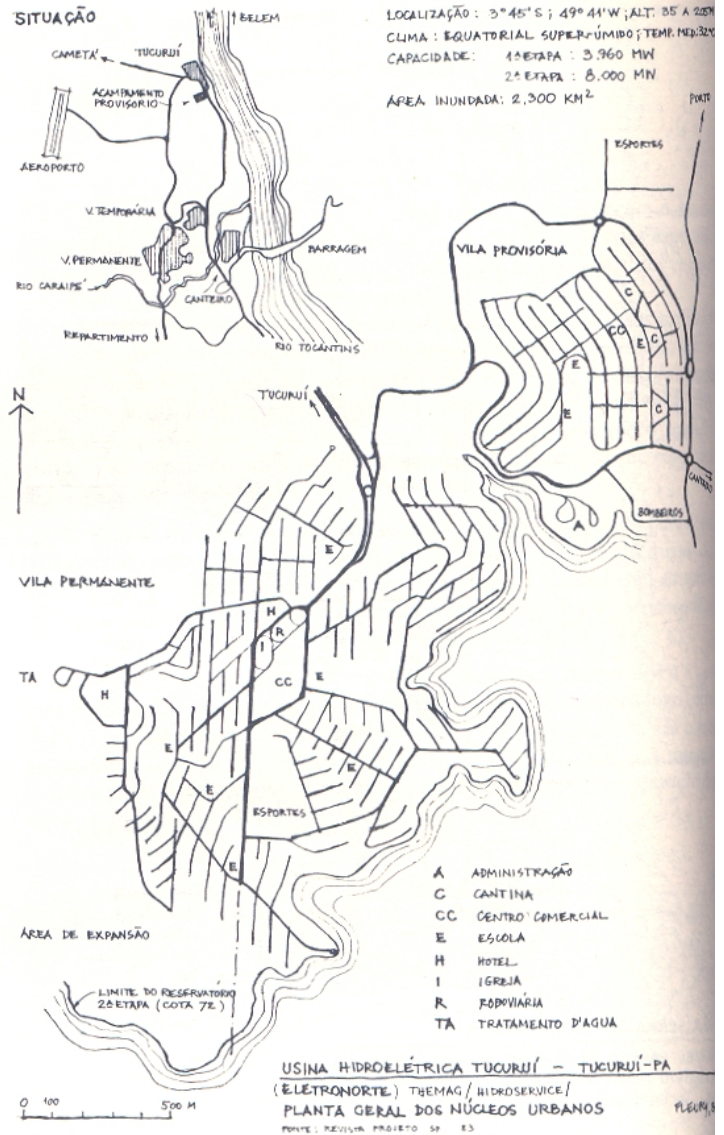 SITUAÇÃO
BELEM
CAMETÁ
TUCURUÍ
ACAMPAMENTO
PROVISÓRIO
AEROPORTO
V. TEMPORÁRIA
V. PERMANENTE
BARRAGEM
RIO CARAIPÉ
CANTEIRO
REPARTIMENTO
RIO TOCANTINS
LOCALIZAÇÃO : 3° 45' S ; 49° 41' W ; ALT. 35 A
CLIMA : EQUATORIAL SUPER-ÚMIDO ; TEMP. MED. 32°
CAPACIDADE: 1ª ETAPA : 3.960 MW
2ª ETAPA : 8.000 MW
ÁREA INUNDADA: 2,300 KM²
PORTO
ESPORTES
VILA PROVISÓRIA
C
CC
E
C
E
E
C
CANTEIRO
BOMBEIROS
A
N
TUCURUÍ
E
VILA PERMANENTE
H
R
I
TA
H
CC
E
E
E
E
ESPORTES
E
ÁREA DE EXPANSÃO
LIMITE DO RESERVATÓRIO
2ª ETAPA (COTA 72)
A ADMINISTRAÇÃO
C CANTINA
CC CENTRO COMERCIAL
E ESCOLA
H HOTEL
I IGREJA
R RODOVIÁRIA
TA TRATAMENTO D'AGUA
USINA HIDROELÉTRICA TUCURUÍ – TUCURUÍ-PA
(ELETRONORTE) THEMAG / HIDROSERVICE /
PLANTA GERAL DOS NÚCLEOS URBANOS
FLEURY,
FONTE: REVISTA PROJETO SP 83
0 100 500 M